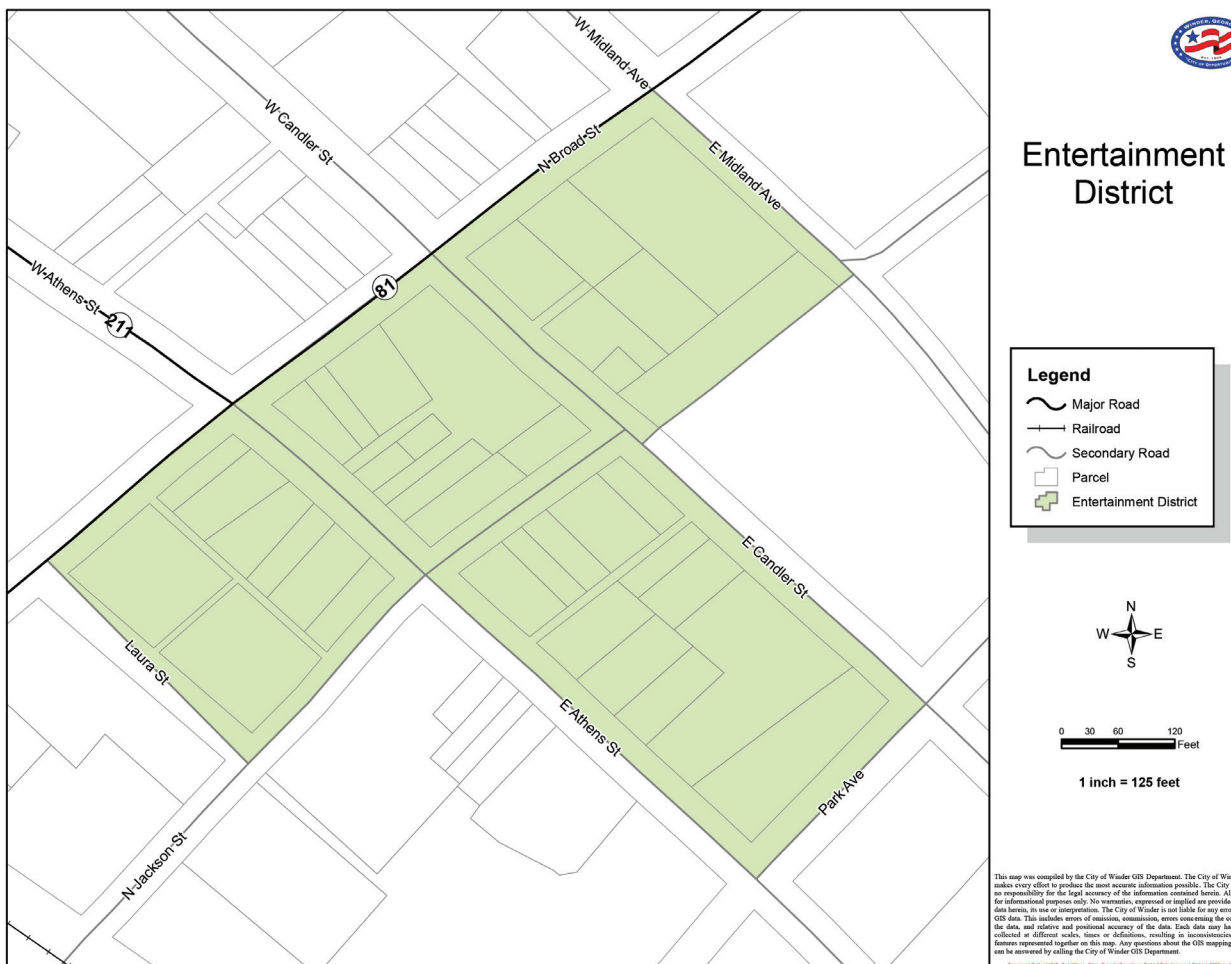 WINDER, GEORG
CITY OF OPPORTUNI
Entertainment
District
W Midland Ave
W Candler St
N Broad St
E Midland Ave
W Athens St
211
81
Laura St
E Candler St
E Athens St
Park Ave
N Jackson St
Legend
Major Road
Railroad
Secondary Road
Parcel
Entertainment District
N
W E
S
0 30 60 120
Feet
1 inch = 125 feet
This map was compiled by the City of Winder GIS Department. The City of Win
makes every effort to produce the most accurate information possible. The City
no responsibility for the legal accuracy of the information contained herein. Al
for informational purposes only. No warranties, expressed or implied are provide
data herein, its use or interpretation. The City of Winder is not liable for any erro
GIS data. This includes errors of omission, commission, errors concerning the co
the data, and relative and positional accuracy of the data. Each data may ha
collected at different scales, times or definitions, resulting in inconsistencies
features represented together on this map. Any questions about the GIS mapping
can be answered by calling the City of Winder GIS Department.